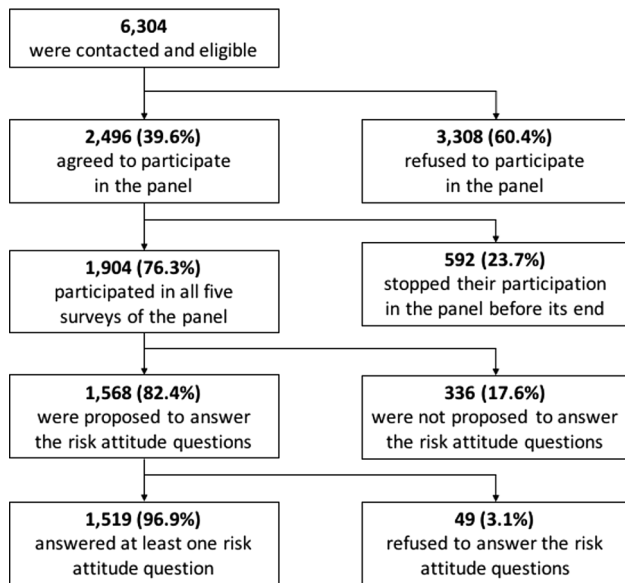 6,304
were contacted and eligible
2,496 (39.6%)
agreed to participate
in the panel
3,308 (60.4%)
refused to participate
in the panel
1,904 (76.3%)
participated in all five
surveys of the panel
592 (23.7%)
stopped their participation
in the panel before its end
1,568 (82.4%)
were proposed to answer
the risk attitude questions
336 (17.6%)
were not proposed to answer
the risk attitude questions
1,519 (96.9%)
answered at least one risk
attitude question
49 (3.1%)
refused to answer the risk
attitude questions